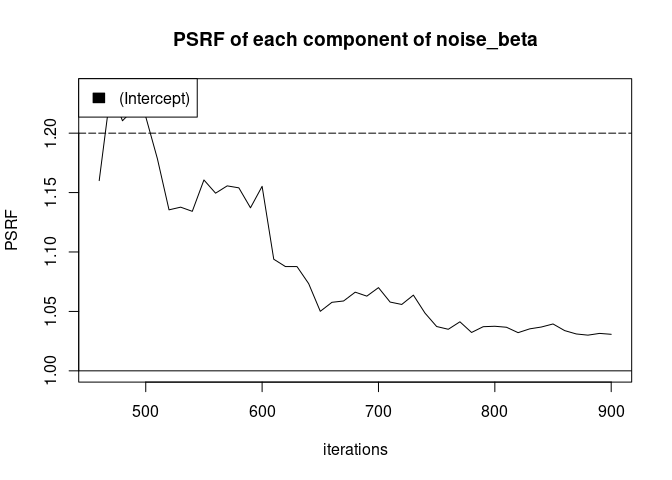 PSRF of each component of noise_beta
(Intercept)
PSRF
1.20
1.15
1.10
1.05
1.00
500 600 700 800 900
iterations